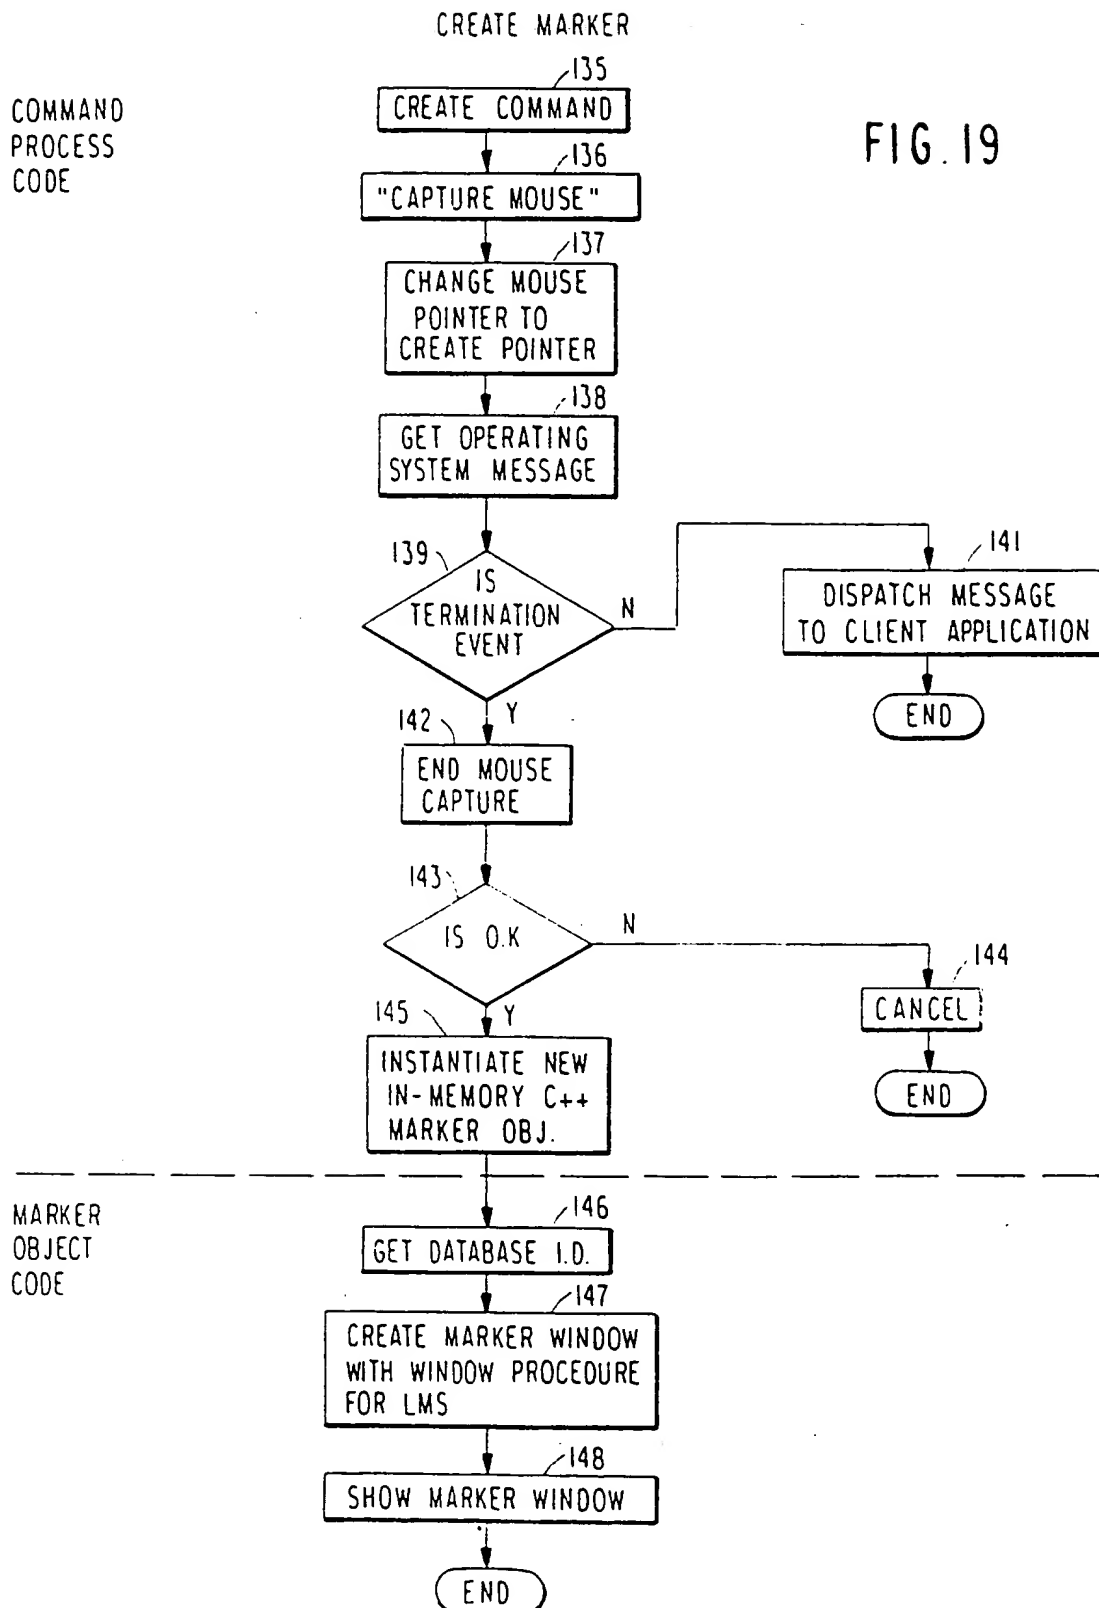 CREATE MARKER
COMMAND
PROCESS
CODE
FIG. 19
135
CREATE COMMAND
136
"CAPTURE MOUSE"
137
CHANGE MOUSE
POINTER TO
CREATE POINTER
138
GET OPERATING
SYSTEM MESSAGE
139
IS
TERMINATION
EVENT
N
141
DISPATCH MESSAGE
TO CLIENT APPLICATION
END
Y
142
END MOUSE
CAPTURE
143
IS O.K
N
144
CANCEL
END
Y
145
INSTANTIATE NEW
IN-MEMORY C++
MARKER OBJ.
MARKER
OBJECT
CODE
146
GET DATABASE I.D.
147
CREATE MARKER WINDOW
WITH WINDOW PROCEDURE
FOR LMS
148
SHOW MARKER WINDOW
END